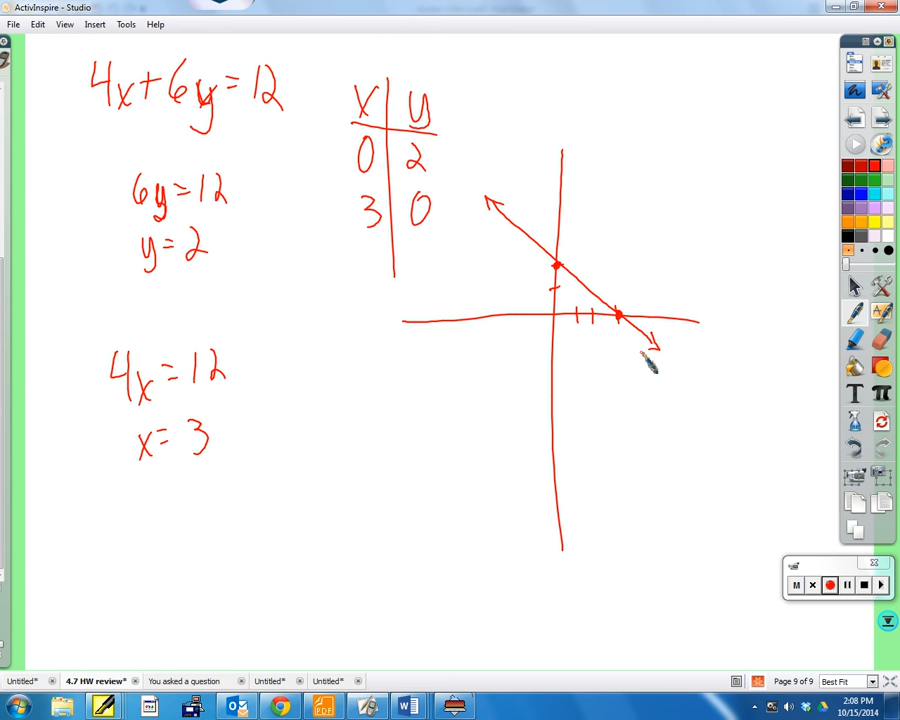 ActivInspire - Studio
File Edit View Insert Tools Help
4x+6y=12
x y
0 2
3 0
6y=12
y=2
4x=12
x=3
T π
M
Untitled* 4.7 HW review* You asked a question Untitled* Untitled*
Page 9 of 9 Best Fit
2:08 PM
10/15/2014